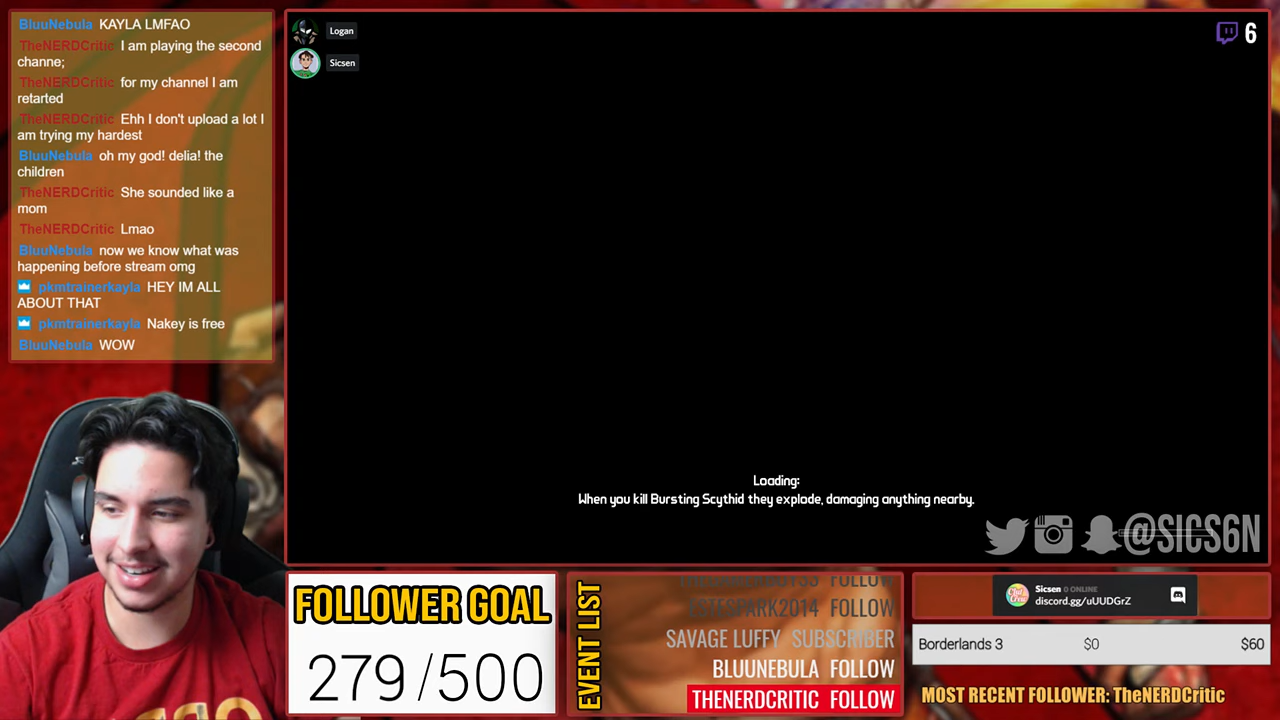 BluuNebula KAYLA LMFAO
TheNERDCritic I am playing the second
channe;
TheNERDCritic for my channel I am
retarted
TheNERDCritic Ehh I don't upload a lot I
am trying my hardest
BluuNebula oh my god! delia! the
children
TheNERDCritic She sounded like a
mom
TheNERDCritic Lmao
BluuNebula now we know what was
happening before stream omg
pkmtrainerkayla HEY IM ALL
ABOUT THAT
pkmtrainerkayla Nakey is free
BluuNebula WOW
Logan
Sicsen
6
Loading:
When you kill Bursting Scythid they explode, damaging anything nearby.
@SICS6N
FOLLOWER GOAL
279/500
EVENT LIST
FOLLOW
ESTESPARK2014 FOLLOW
SAVAGE LUFFY SUBSCRIBER
BLUUNEBULA FOLLOW
THENERDCRITIC FOLLOW
Sicsen 0 ONLINE
discord.gg/uUUDGrZ
Borderlands 3 $0 $60
MOST RECENT FOLLOWER: TheNERDCritic